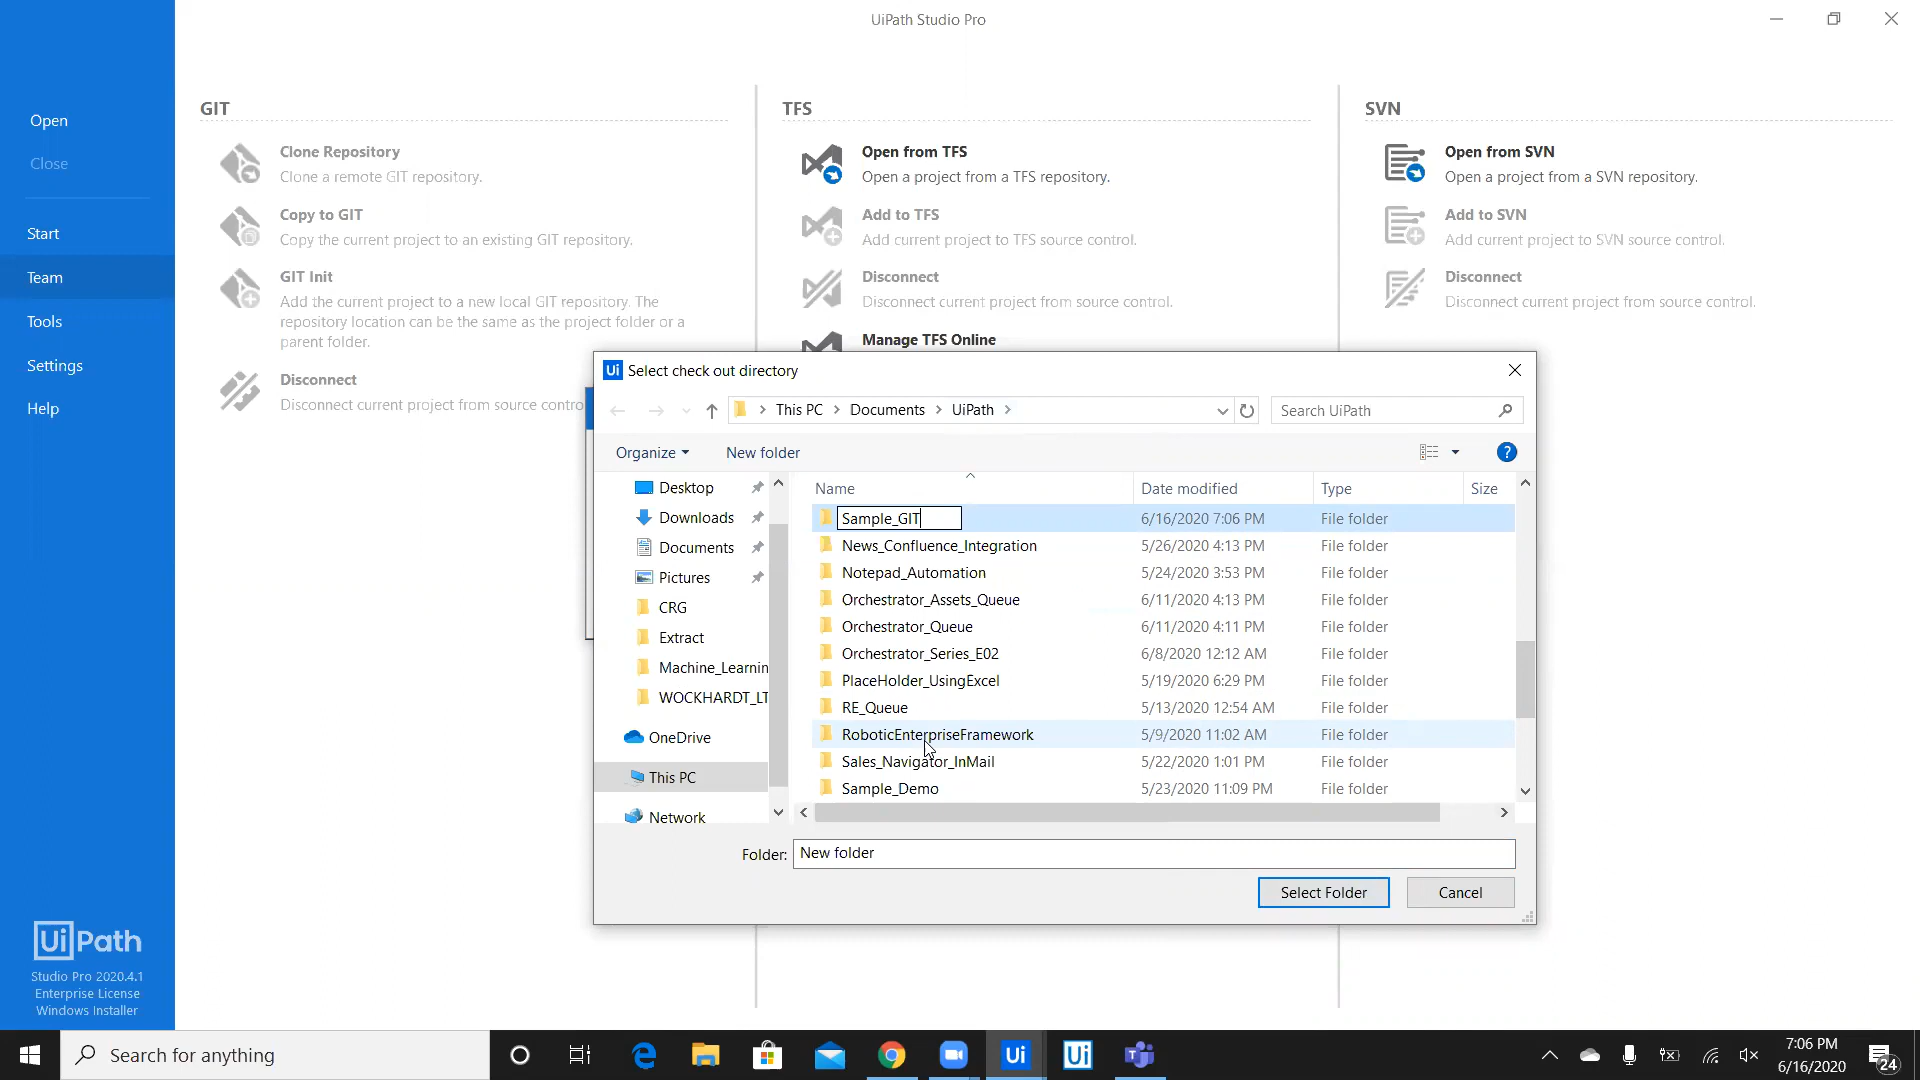 UiPath Studio Pro
Open
Close
Start
Team
Tools
Settings
Help
UiPath
Studio Pro 2020.4.1
Enterprise License
Windows Installer
GIT
Clone Repository
Clone a remote GIT repository.
Copy to GIT
Copy the current project to an existing GIT repository.
GIT Init
Add the current project to a new local GIT repository. The
repository location can be the same as the project folder or a
parent folder.
Disconnect
Disconnect current project from source contro
TFS
Open from TFS
Open a project from a TFS repository.
Add to TFS
Add current project to TFS source control.
Disconnect
Disconnect current project from source control.
Manage TFS Online
SVN
Open from SVN
Open a project from a SVN repository.
Add to SVN
Add current project to SVN source control.
Disconnect
Disconnect current project from source control.
Ui Select check out directory
This PC > Documents > UiPath >
Search UiPath
Organize
New folder
?
Desktop
Downloads
Documents
Pictures
CRG
Extract
Machine_Learnin
WOCKHARDT_LT
OneDrive
This PC
Network
Name Date modified Type Size
Sample_GIT 6/16/2020 7:06 PM File folder
News_Confluence_Integration 5/26/2020 4:13 PM File folder
Notepad_Automation 5/24/2020 3:53 PM File folder
Orchestrator_Assets_Queue 6/11/2020 4:13 PM File folder
Orchestrator_Queue 6/11/2020 4:11 PM File folder
Orchestrator_Series_E02 6/8/2020 12:12 AM File folder
PlaceHolder_UsingExcel 5/19/2020 6:29 PM File folder
RE_Queue 5/13/2020 12:54 AM File folder
RoboticEnterpriseFramework 5/9/2020 11:02 AM File folder
Sales_Navigator_InMail 5/22/2020 1:01 PM File folder
Sample_Demo 5/23/2020 11:09 PM File folder
Folder: New folder
Select Folder
Cancel
Search for anything
Ui
Ui
7:06 PM
6/16/2020
24